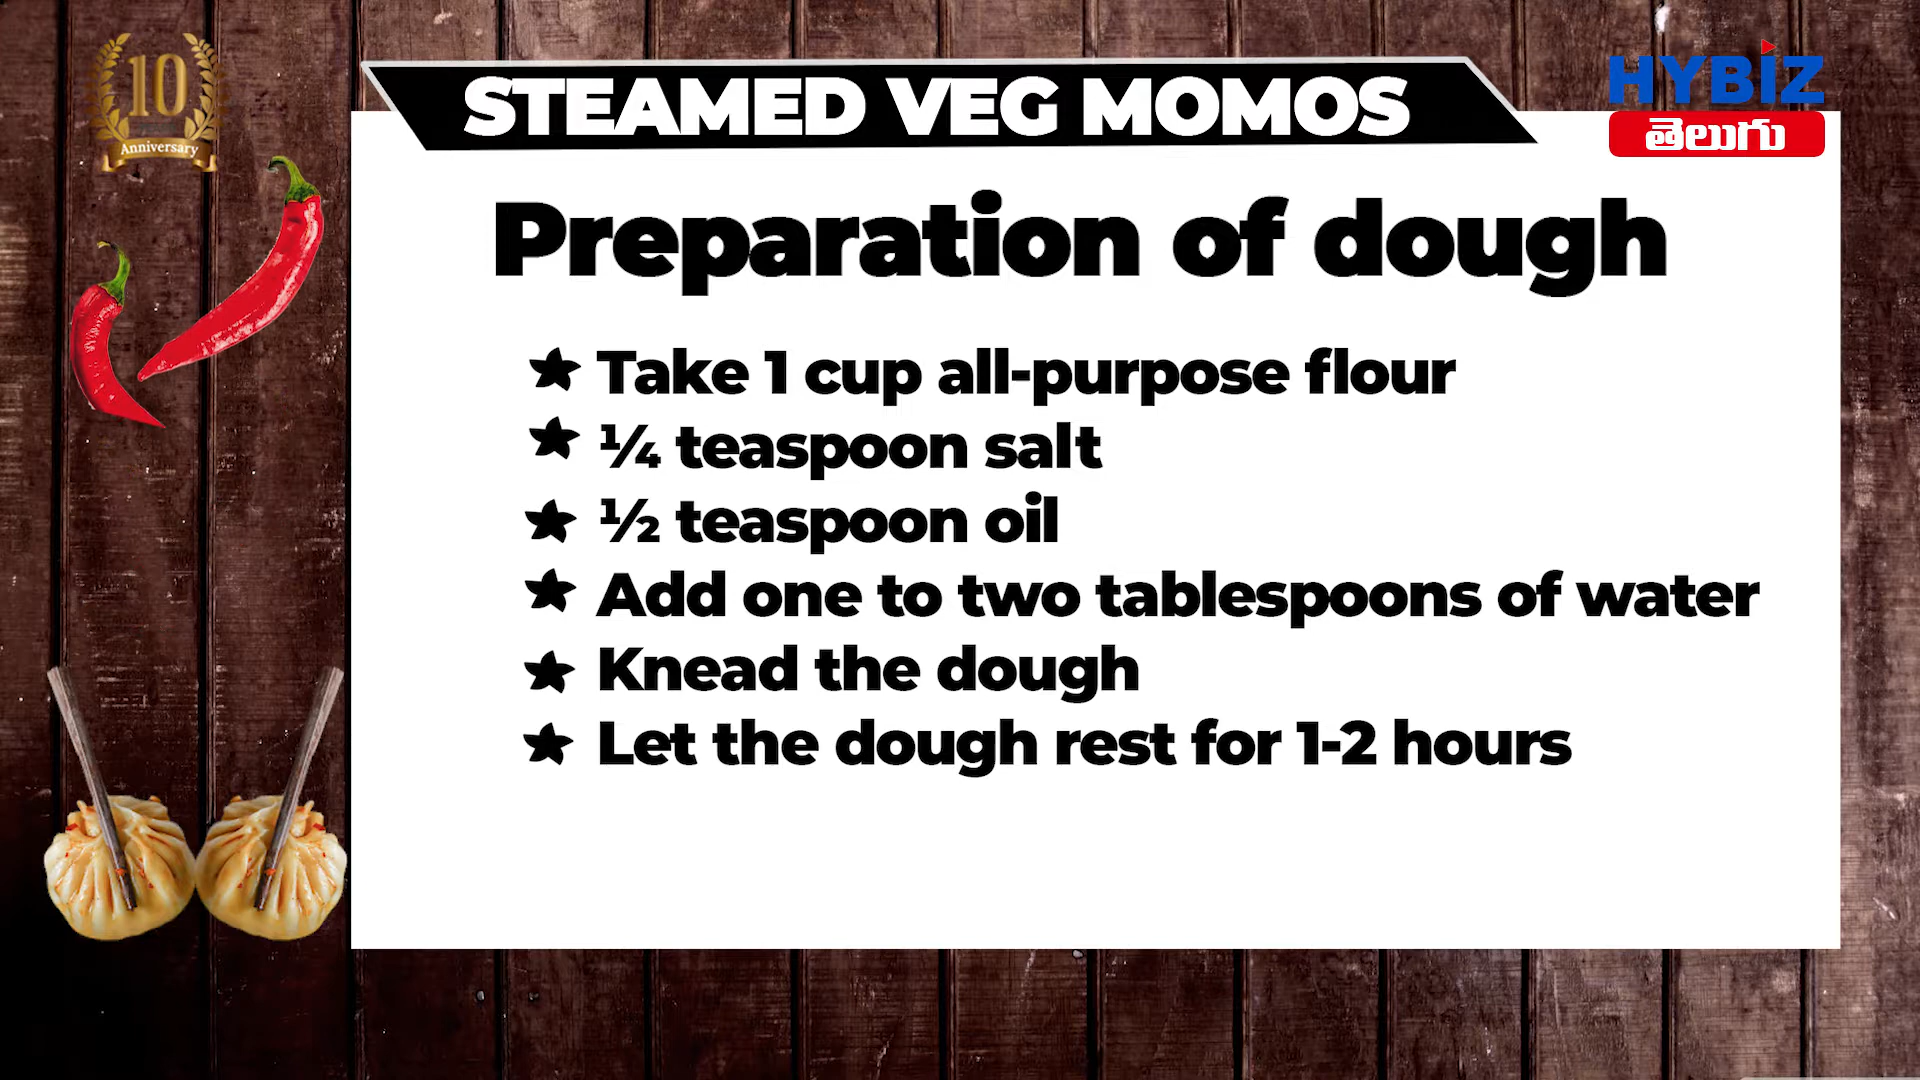 10
Anniversary
STEAMED VEG MOMOS
HYBIZ
తెలుగు
Preparation of dough
Take 1 cup all-purpose flour
¼ teaspoon salt
½ teaspoon oil
Add one to two tablespoons of water
Knead the dough
Let the dough rest for 1-2 hours